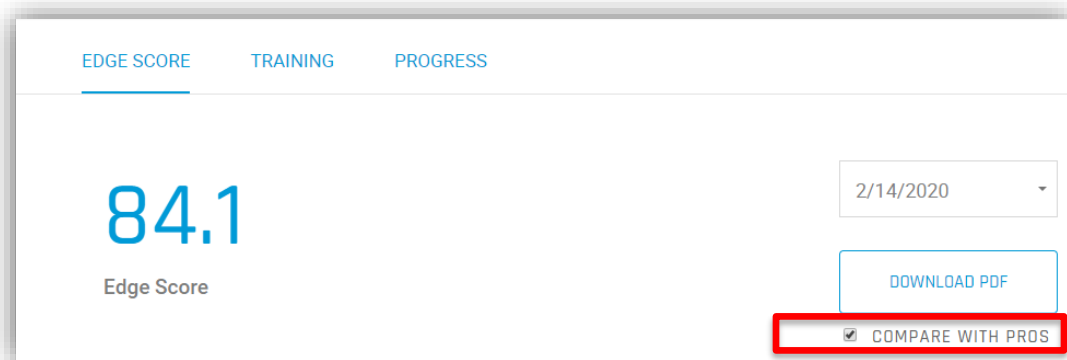 EDGE SCORE TRAINING PROGRESS
84.1
Edge Score
2/14/2020
DOWNLOAD PDF
COMPARE WITH PROS